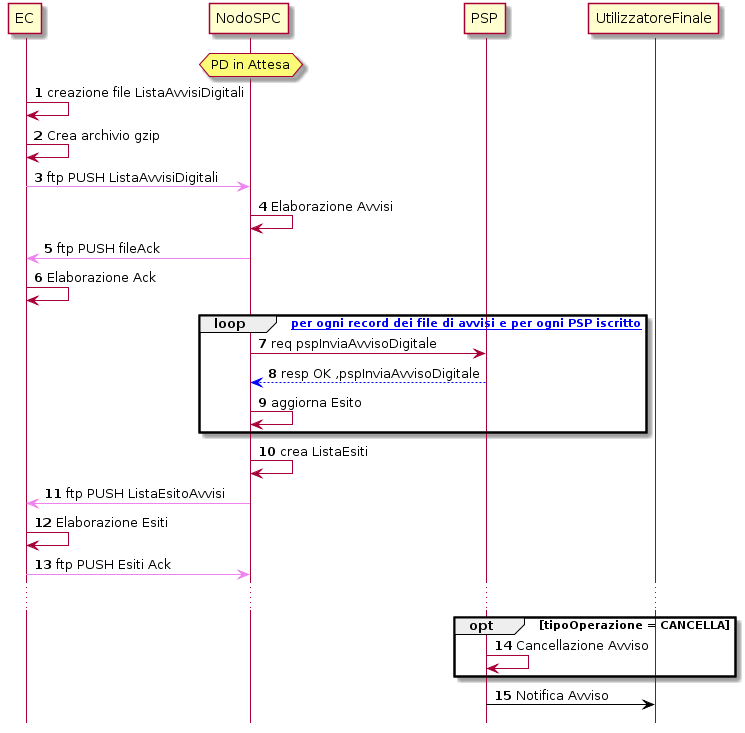 EC NodoSPC PSP UtilizzatoreFinale
PD in Attesa
1 creazione file ListaAvvisiDigitali
2 Crea archivio gzip
3 ftp PUSH ListaAvvisiDigitali
4 Elaborazione Avvisi
5 ftp PUSH fileAck
6 Elaborazione Ack
loop per ogni record dei file di avvisi e per ogni PSP iscritto
7 req pspInviaAvvisoDigitale
8 resp OK ,pspInviaAvvisoDigitale
9 aggiorna Esito
10 crea ListaEsiti
11 ftp PUSH ListaEsitoAvvisi
12 Elaborazione Esiti
13 ftp PUSH Esiti Ack
opt [tipoOperazione = CANCELLA]
14 Cancellazione Avviso
15 Notifica Avviso